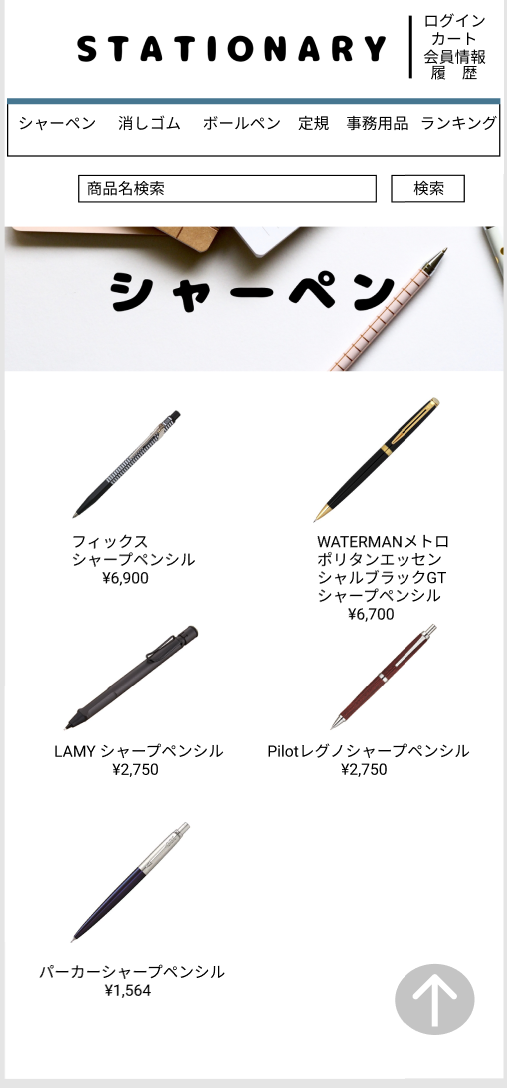 STATIONARY
ログイン
カート
会員情報
履　歴
シャーペン　消しゴム　ボールペン　定規　事務用品　ランキング
商品名検索　検索
シャーペン
フィックス
シャープペンシル
¥6,900
WATERMANメトロ
ポリタンエッセン
シャルブラックGT
シャープペンシル
¥6,700
LAMY シャープペンシル
¥2,750
Pilotレグノシャープペンシル
¥2,750
パーカーシャープペンシル
¥1,564